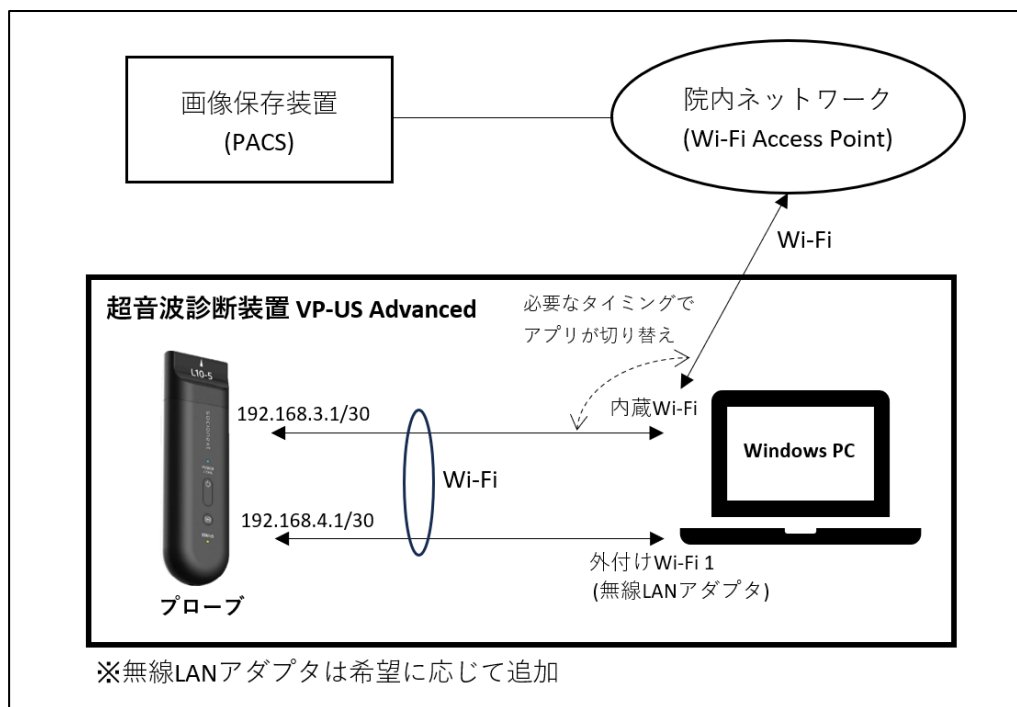 画像保存装置
(PACS)
院内ネットワーク
(Wi-Fi Access Point)
Wi-Fi
超音波診断装置 VP-US Advanced
必要なタイミングで
アプリが切り替え
L10-5
192.168.3.1/30
内蔵Wi-Fi
Windows PC
Wi-Fi
192.168.4.1/30
外付けWi-Fi 1
(無線LANアダプタ)
プローブ
※無線LANアダプタは希望に応じて追加